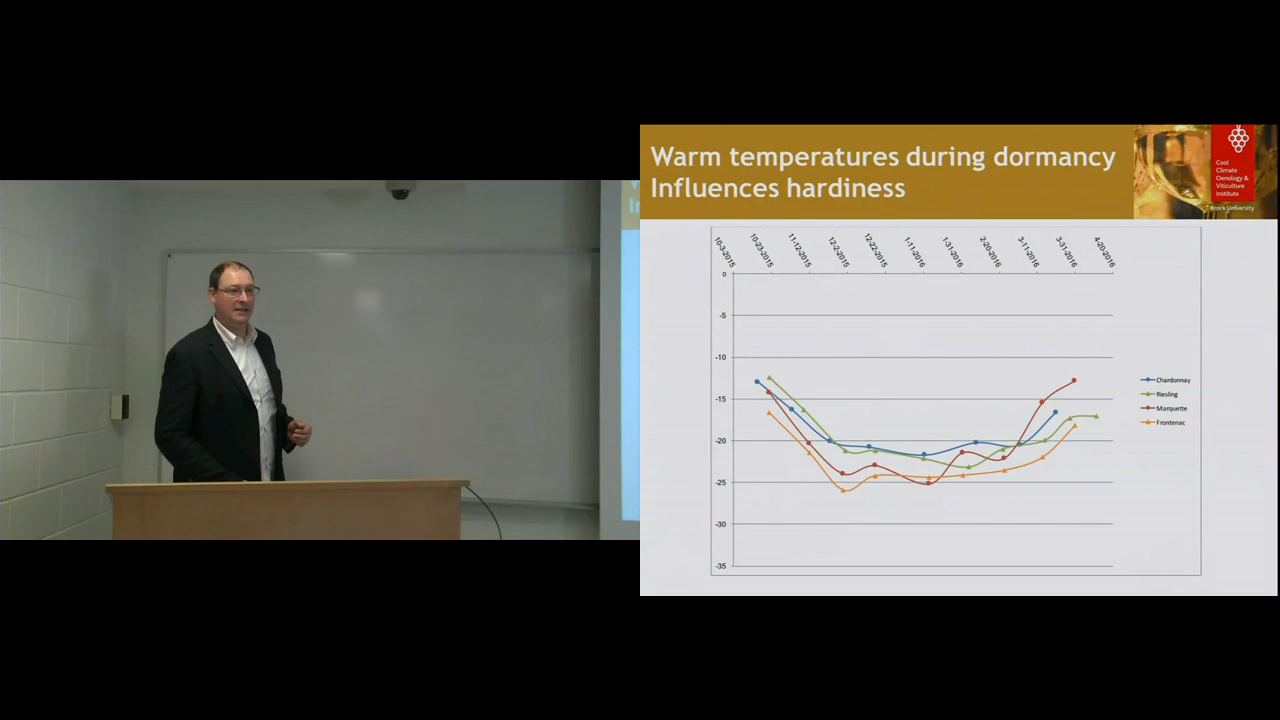 Warm temperatures during dormancy
Influences hardiness
Cool
Climate
Oenology &
Viticulture
Institute
Brock University
10-3-2015
10-23-2015
11-12-2015
12-2-2015
12-22-2015
1-11-2016
1-31-2016
2-20-2016
3-11-2016
3-31-2016
4-20-2016
0
-5
-10
-15
-20
-25
-30
-35
Chardonnay
Riesling
Marquette
Frontenac